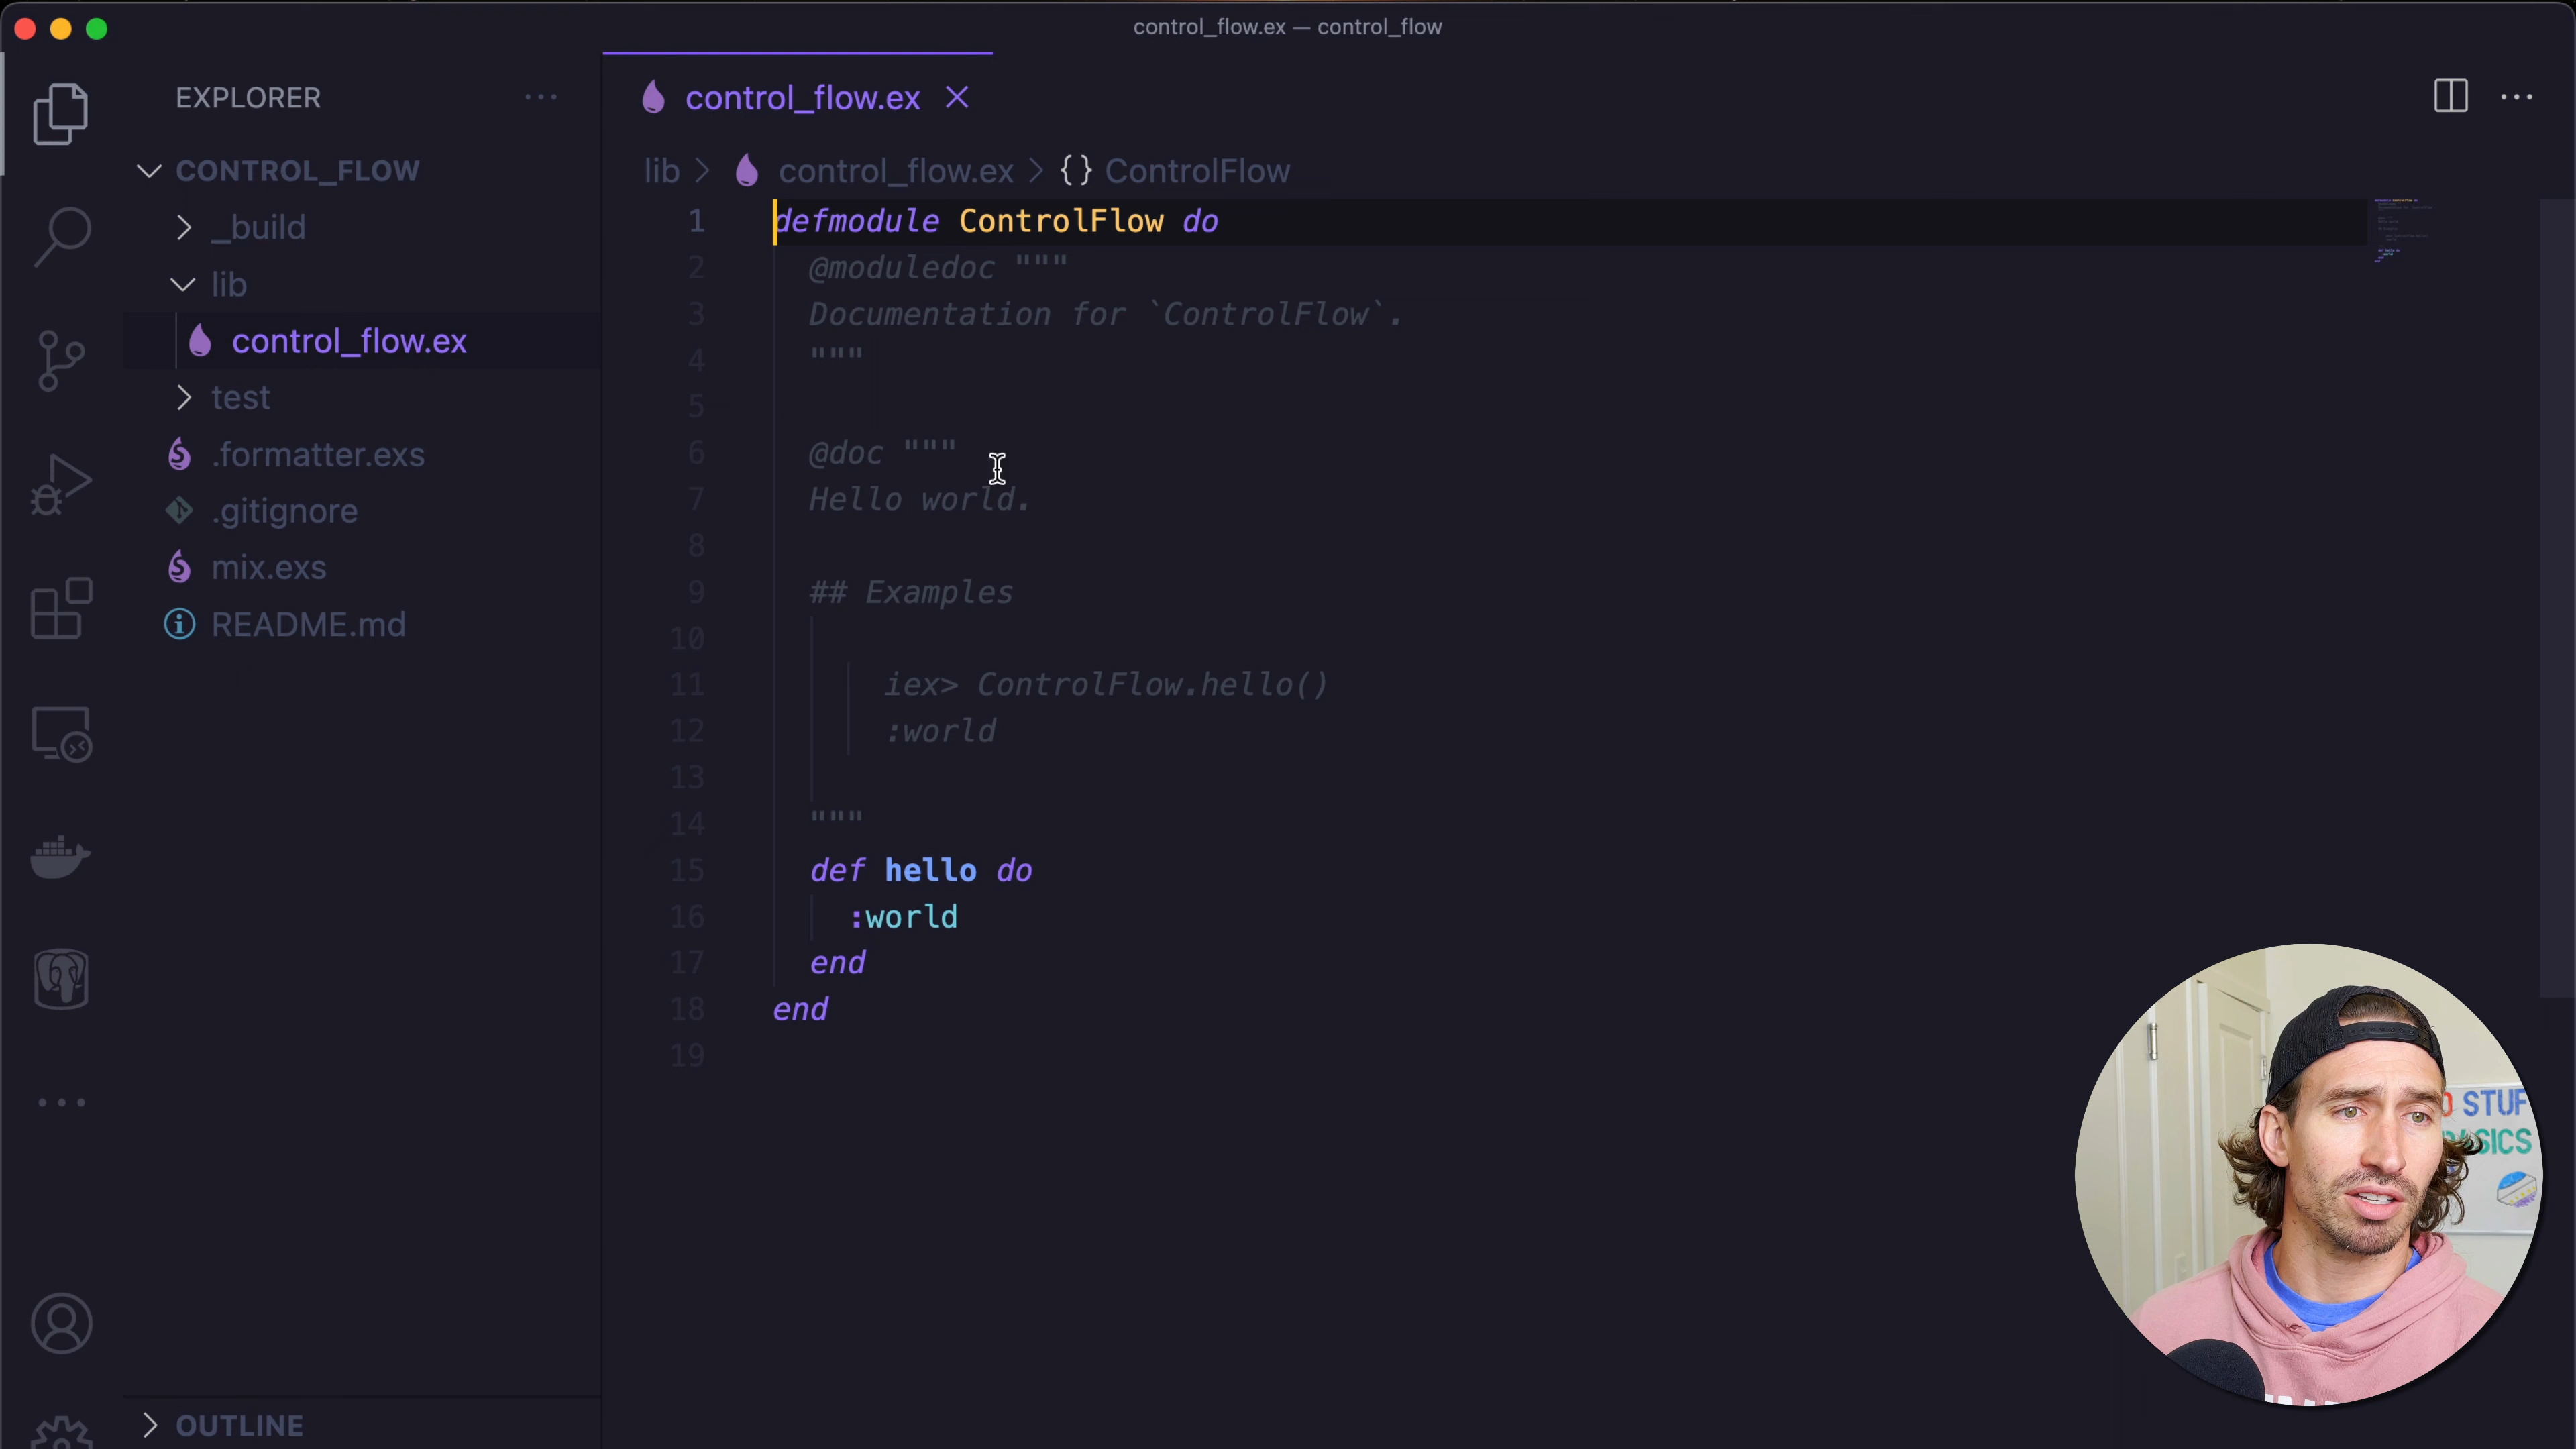 control_flow.ex — control_flow
EXPLORER
control_flow.ex
CONTROL_FLOW
_build
lib
control_flow.ex
test
.formatter.exs
.gitignore
mix.exs
README.md
OUTLINE
lib > control_flow.ex > {} ControlFlow
1 defmodule ControlFlow do
2 @moduledoc """
3 Documentation for `ControlFlow`.
4 """
5
6 @doc """
7 Hello world.
8
9 ## Examples
10
11 iex> ControlFlow.hello()
12 :world
13
14 """
15 def hello do
16 :world
17 end
18 end
19
STUF